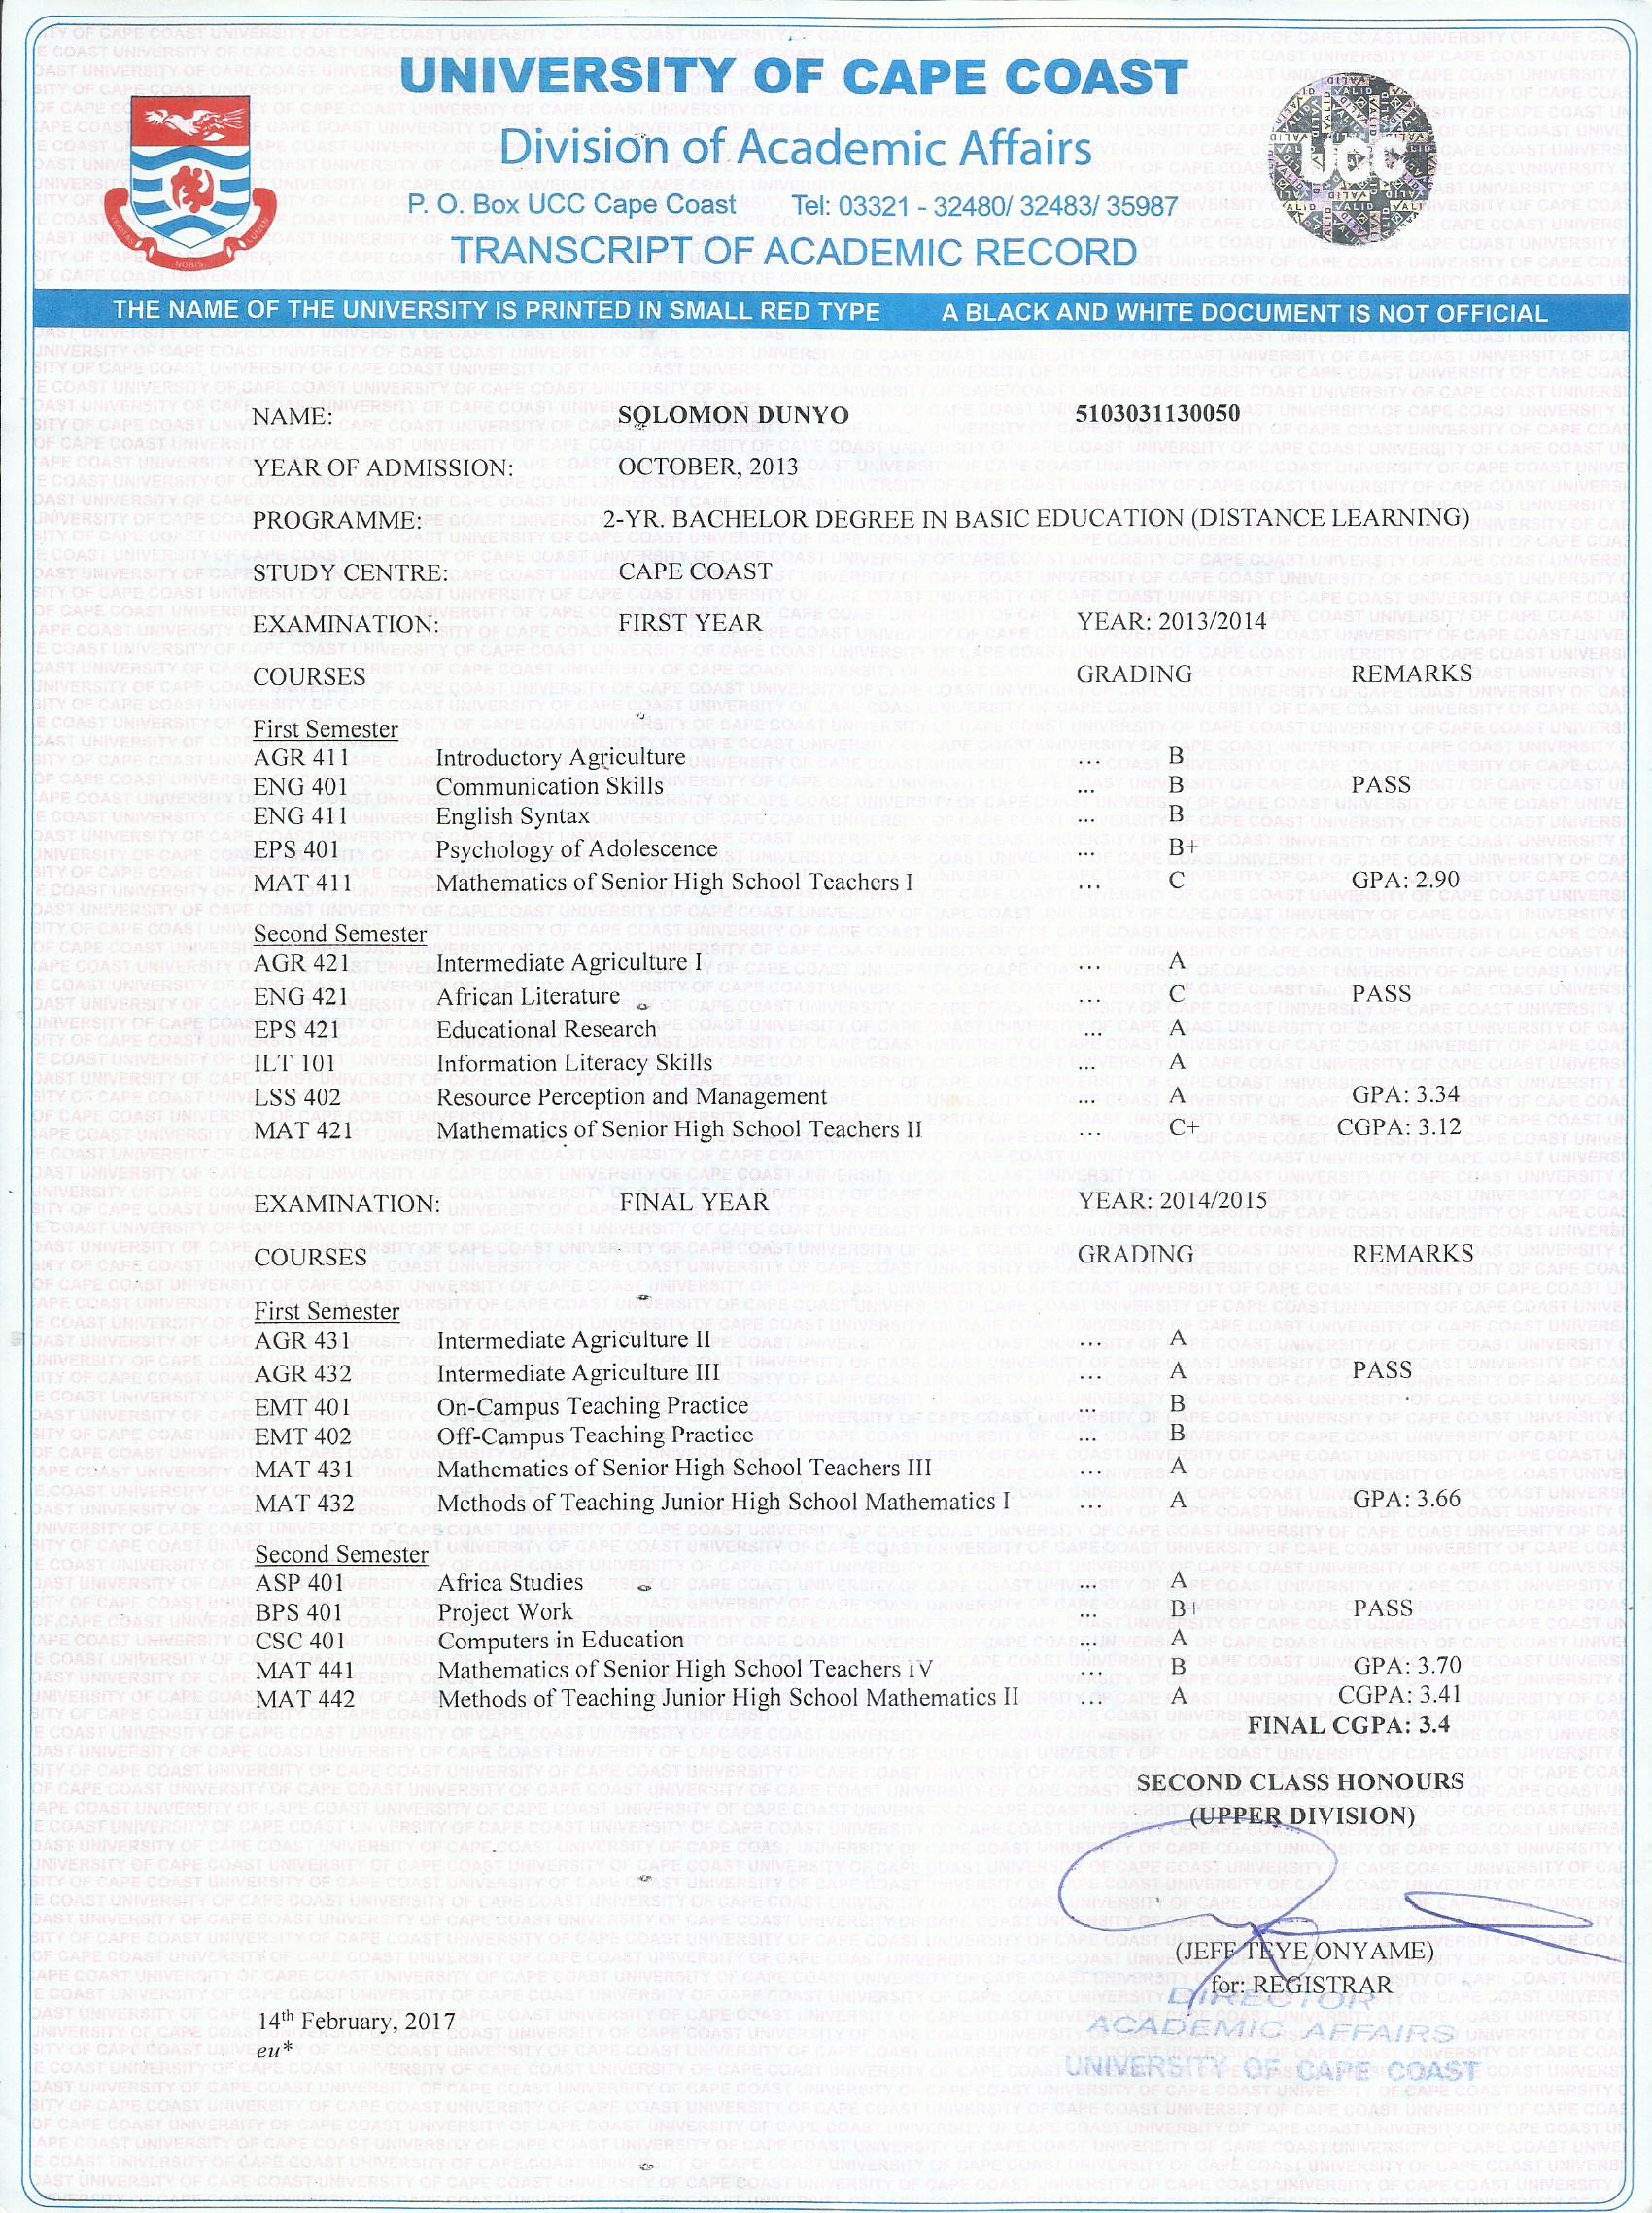 UNIVERSITY OF CAPE COAST
Division of Academic Affairs
P. O. Box UCC Cape Coast Tel: 03321 - 32480/ 32483/ 35987
TRANSCRIPT OF ACADEMIC RECORD
VERITAS NOBIS LUMEN
VALID
UCC
THE NAME OF THE UNIVERSITY IS PRINTED IN SMALL RED TYPE A BLACK AND WHITE DOCUMENT IS NOT OFFICIAL
NAME: SOLOMON DUNYO 5103031130050
YEAR OF ADMISSION: OCTOBER, 2013
PROGRAMME: 2-YR. BACHELOR DEGREE IN BASIC EDUCATION (DISTANCE LEARNING)
STUDY CENTRE: CAPE COAST
EXAMINATION: FIRST YEAR YEAR: 2013/2014
COURSES GRADING REMARKS
First Semester
AGR 411 Introductory Agriculture ... B
ENG 401 Communication Skills ... B PASS
ENG 411 English Syntax ... B
EPS 401 Psychology of Adolescence ... B+
MAT 411 Mathematics of Senior High School Teachers I ... C GPA: 2.90
Second Semester
AGR 421 Intermediate Agriculture I ... A
ENG 421 African Literature ... C PASS
EPS 421 Educational Research ... A
ILT 101 Information Literacy Skills ... A
LSS 402 Resource Perception and Management ... A GPA: 3.34
MAT 421 Mathematics of Senior High School Teachers II ... C+ CGPA: 3.12
EXAMINATION: FINAL YEAR YEAR: 2014/2015
COURSES GRADING REMARKS
First Semester
AGR 431 Intermediate Agriculture II ... A
AGR 432 Intermediate Agriculture III ... A PASS
EMT 401 On-Campus Teaching Practice ... B
EMT 402 Off-Campus Teaching Practice ... B
MAT 431 Mathematics of Senior High School Teachers III ... A
MAT 432 Methods of Teaching Junior High School Mathematics I ... A GPA: 3.66
Second Semester
ASP 401 Africa Studies ... A
BPS 401 Project Work ... B+ PASS
CSC 401 Computers in Education ... A
MAT 441 Mathematics of Senior High School Teachers IV ... B GPA: 3.70
MAT 442 Methods of Teaching Junior High School Mathematics II ... A CGPA: 3.41
FINAL CGPA: 3.4
SECOND CLASS HONOURS
(UPPER DIVISION)
(JEFF TEYE ONYAME)
for: REGISTRAR
DIRECTOR
ACADEMIC AFFAIRS
UNIVERSITY OF CAPE COAST
14th February, 2017
eu*